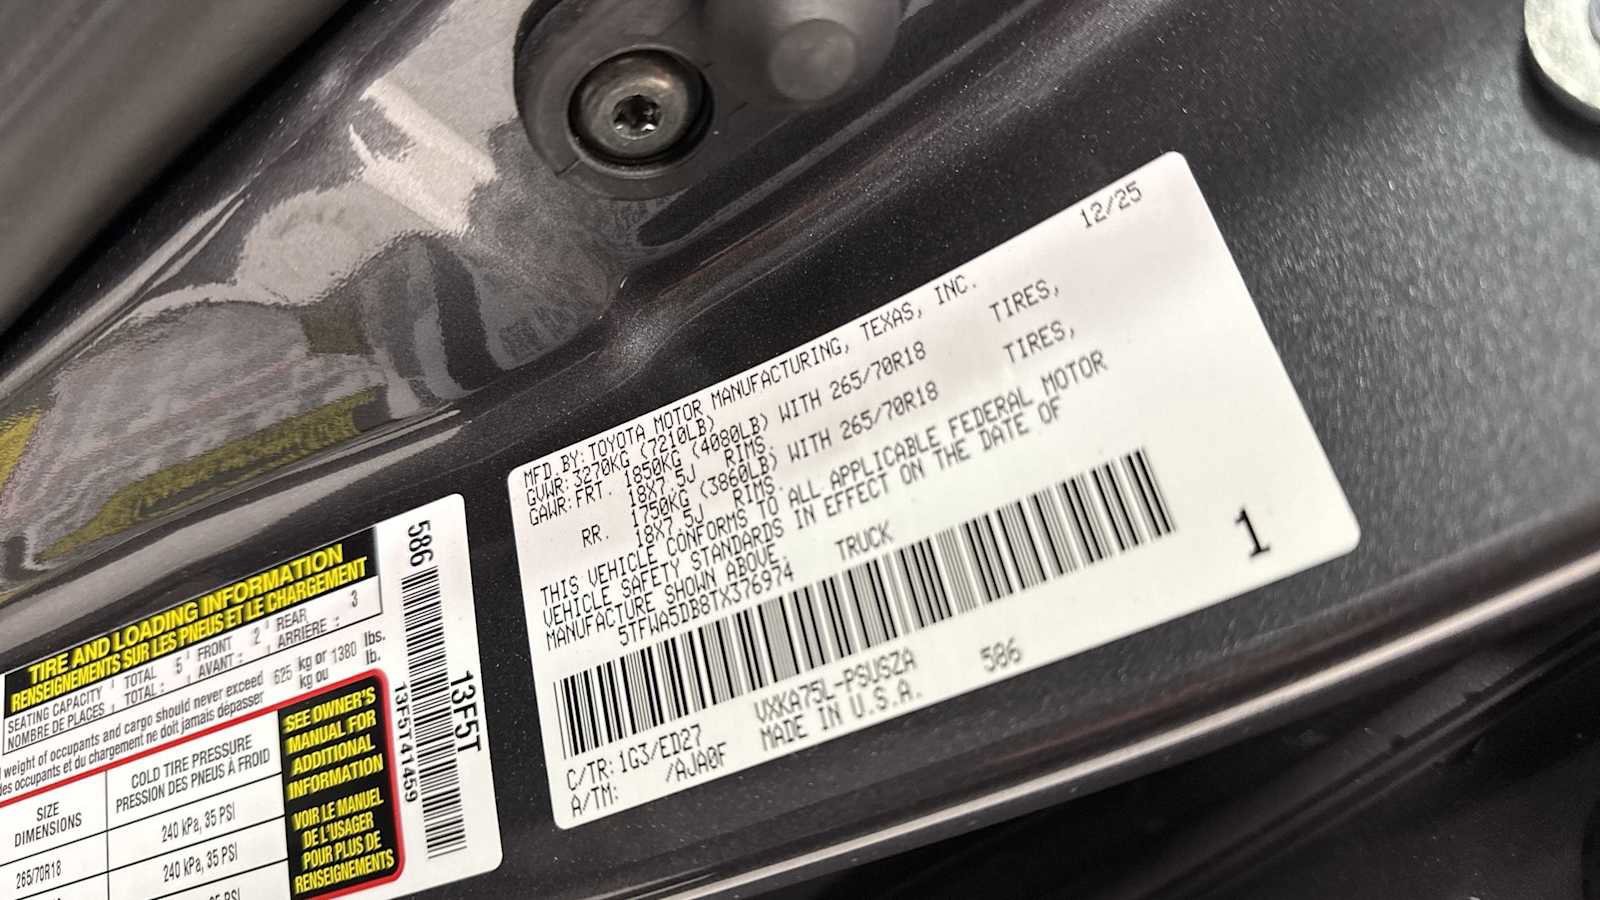 12/25
MFD. BY: TOYOTA MOTOR MANUFACTURING, TEXAS, INC.
GVWR: 3270KG (7210LB)
GAWR: FRT. 1850KG (4080LB) WITH 265/70R18 TIRES,
18X7.5J RIMS,
RR. 1750KG (3860LB) WITH 265/70R18 TIRES,
18X7.5J RIMS.
THIS VEHICLE CONFORMS TO ALL APPLICABLE FEDERAL MOTOR
VEHICLE SAFETY STANDARDS IN EFFECT ON THE DATE OF
MANUFACTURE SHOWN ABOVE.
5TFWA5DB8TX376974 TRUCK
1
C/TR: 1G3/ED27 VXKA75L-PSUSZA 586
A/TM: /AJA0F MADE IN U.S.A.
586
13F5T
13F5T41459
TIRE AND LOADING INFORMATION
RENSEIGNEMENTS SUR LES PNEUS ET LE CHARGEMENT
SEATING CAPACITY TOTAL 5 FRONT 2 REAR 3
NOMBRE DE PLACES TOTAL : AVANT : ARRIÈRE :
weight of occupants and cargo should never exceed 625 kg or 1380 lbs.
des occupants et du chargement ne doit jamais dépasser kg ou lb.
SIZE
DIMENSIONS
COLD TIRE PRESSURE
PRESSION DES PNEUS À FROID
265/70R18
240 kPa, 35 PSI
240 kPa, 35 PSI
35 PSI
SEE OWNER'S
MANUAL FOR
ADDITIONAL
INFORMATION
VOIR LE MANUEL
DE L'USAGER
POUR PLUS DE
RENSEIGNEMENTS